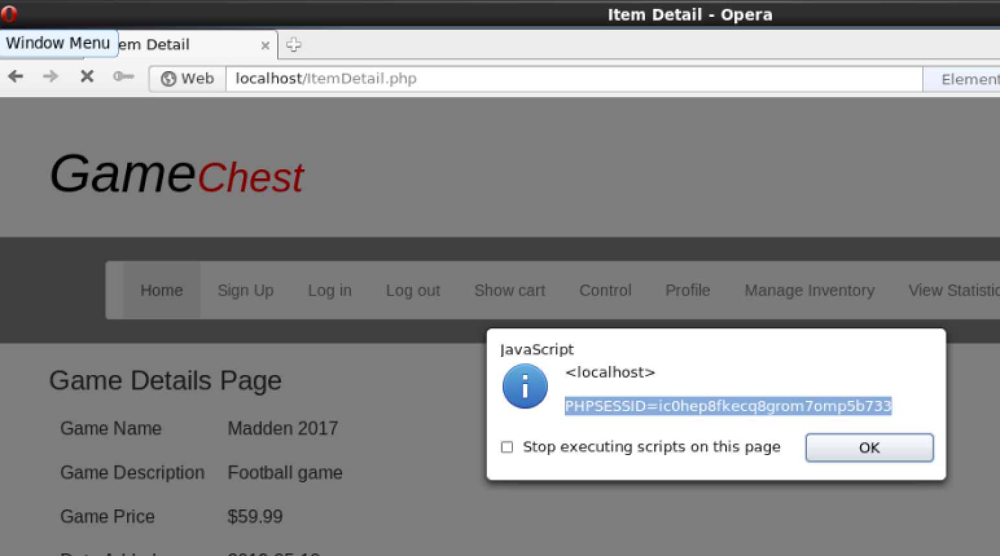 Item Detail - Opera
Window Menu
em Detail
Web
localhost/ItemDetail.php
Element
GameChest
Home
Sign Up
Log in
Log out
Show cart
Control
Profile
Manage Inventory
View Statistic
JavaScript
<localhost>
PHPSESSID=ic0hep8fkecq8grom7omp5b733
Stop executing scripts on this page
OK
Game Details Page
Game Name Madden 2017
Game Description Football game
Game Price $59.99